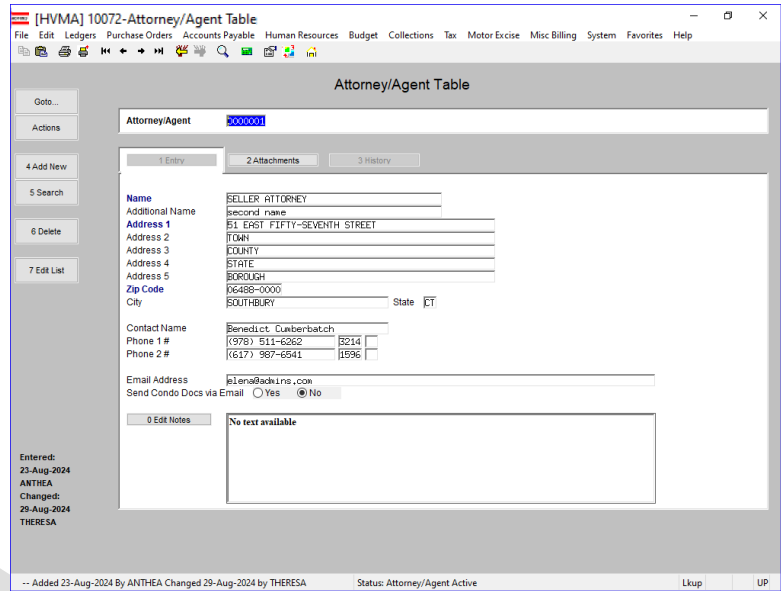 [HVMA] 10072-Attorney/Agent Table
File Edit Ledgers Purchase Orders Accounts Payable Human Resources Budget Collections Tax Motor Excise Misc Billing System Favorites Help
Attorney/Agent Table
Goto...
Actions
Attorney/Agent 0000001
4 Add New
5 Search
6 Delete
7 Edit List
1 Entry 2 Attachments 3 History
Name SELLER ATTORNEY
Additional Name second name
Address 1 51 EAST FIFTY-SEVENTH STREET
Address 2 TOWN
Address 3 COUNTY
Address 4 STATE
Address 5 BOROUGH
Zip Code 06488-0000
City SOUTHBURY State CT
Contact Name Benedict Cumberbatch
Phone 1 # (978) 511-6262 3214
Phone 2 # (617) 987-6541 1596
Email Address elena@admins.com
Send Condo Docs via Email Yes No
0 Edit Notes No text available
Entered:
23-Aug-2024
ANTHEA
Changed:
29-Aug-2024
THERESA
-- Added 23-Aug-2024 By ANTHEA Changed 29-Aug-2024 by THERESA Status: Attorney/Agent Active Lkup UP